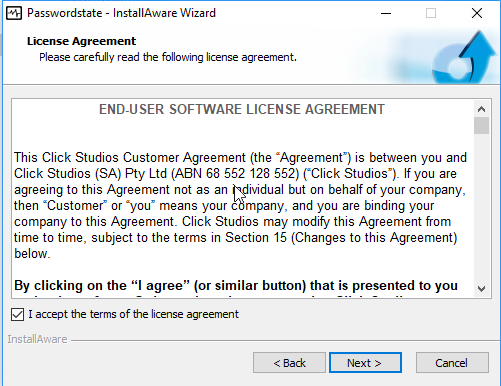 Passwordstate - InstallAware Wizard
License Agreement
Please carefully read the following license agreement.
END-USER SOFTWARE LICENSE AGREEMENT
This Click Studios Customer Agreement (the “Agreement”) is between you and
Click Studios (SA) Pty Ltd (ABN 68 552 128 552) (“Click Studios”). If you are
agreeing to this Agreement not as an individual but on behalf of your company,
then “Customer” or “you” means your company, and you are binding your
company to this Agreement. Click Studios may modify this Agreement from
time to time, subject to the terms in Section 15 (Changes to this Agreement)
below.
By clicking on the “I agree” (or similar button) that is presented to you
I accept the terms of the license agreement
InstallAware
< Back
Next >
Cancel